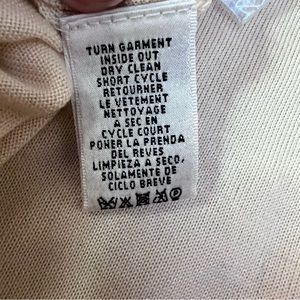 TURN GARMENT
INSIDE OUT
DRY CLEAN
SHORT CYCLE
RETOURNER
LE VETEMENT
NETTOYAGE
A SEC EN
CYCLE COURT
PONER LA PRENDA
DEL REVES
LIMPIEZA A SECO,
SOLAMENTE DE
CICLO BREVE